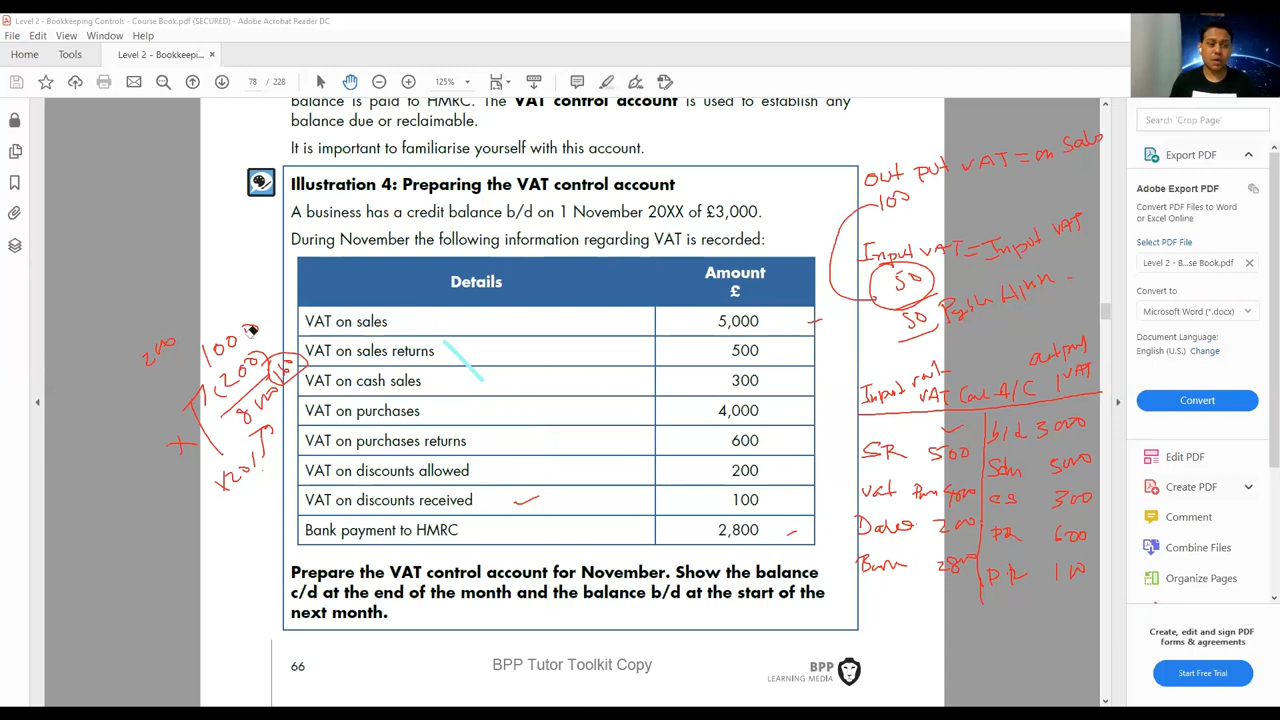 Level 2 - Bookkeeping Controls - Course Book.pdf (SECURED) - Adobe Acrobat Reader DC
File Edit View Window Help
Home Tools Level 2 - Bookkeepi... ×
78 / 228 125%
balance is paid to HMRC. The VAT control account is used to establish any
balance due or reclaimable.
It is important to familiarise yourself with this account.
Illustration 4: Preparing the VAT control account
A business has a credit balance b/d on 1 November 20XX of £3,000.
During November the following information regarding VAT is recorded:
Details Amount
£
VAT on sales 5,000
VAT on sales returns 500
VAT on cash sales 300
VAT on purchases 4,000
VAT on purchases returns 600
VAT on discounts allowed 200
VAT on discounts received 100
Bank payment to HMRC 2,800
Prepare the VAT control account for November. Show the balance
c/d at the end of the month and the balance b/d at the start of the
next month.
66 BPP Tutor Toolkit Copy BPP
LEARNING MEDIA
200
1000
(200)
160
800
X20%
out put VAT = on Sales
100
Input VAT = Input VAT
50
50
Input
output
VAT
VAT Con A/C
SR 500
b/d 3000
5000
Vat 4000
CS 300
200
PR 600
Bank 2800
DR 100
Search 'Crop Page'
Export PDF
Adobe Export PDF
Convert PDF Files to Word
or Excel Online
Select PDF File
Level 2 - B...se Book.pdf ×
Convert to
Microsoft Word (*.docx)
Document Language:
English (U.S.) Change
Convert
Edit PDF
Create PDF
Comment
Combine Files
Organize Pages
Create, edit and sign PDF
forms & agreements
Start Free Trial